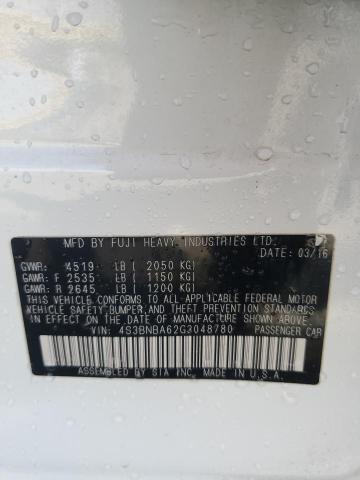 MFD BY FUJI HEAVY INDUSTRIES LTD.
DATE: 03/16
GVWR: 4519 LB ( 2050 KG)
GAWR: F 2535 LB ( 1150 KG)
GAWR: R 2645 LB ( 1200 KG)
THIS VEHICLE CONFORMS TO ALL APPLICABLE FEDERAL MOTOR
VEHICLE SAFETY, BUMPER, AND THEFT PREVENTION STANDARDS
IN EFFECT ON THE DATE OF MANUFACTURE SHOWN ABOVE.
VIN: 4S3BNBA62G3048780 PASSENGER CAR
ASSEMBLED BY SIA INC. MADE IN U.S.A.